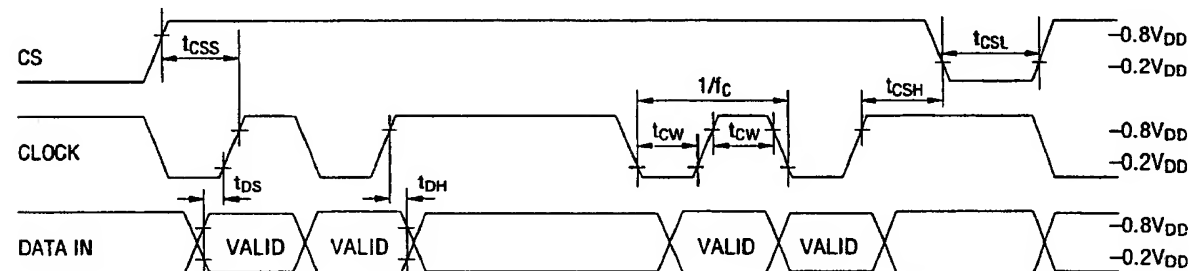 CS
tCSS
tCSL
-0.8VDD
-0.2VDD
1/fC
tCSH
CLOCK
tCW
tCW
-0.8VDD
-0.2VDD
tDS
tDH
DATA IN
VALID
VALID
VALID
VALID
-0.8VDD
-0.2VDD